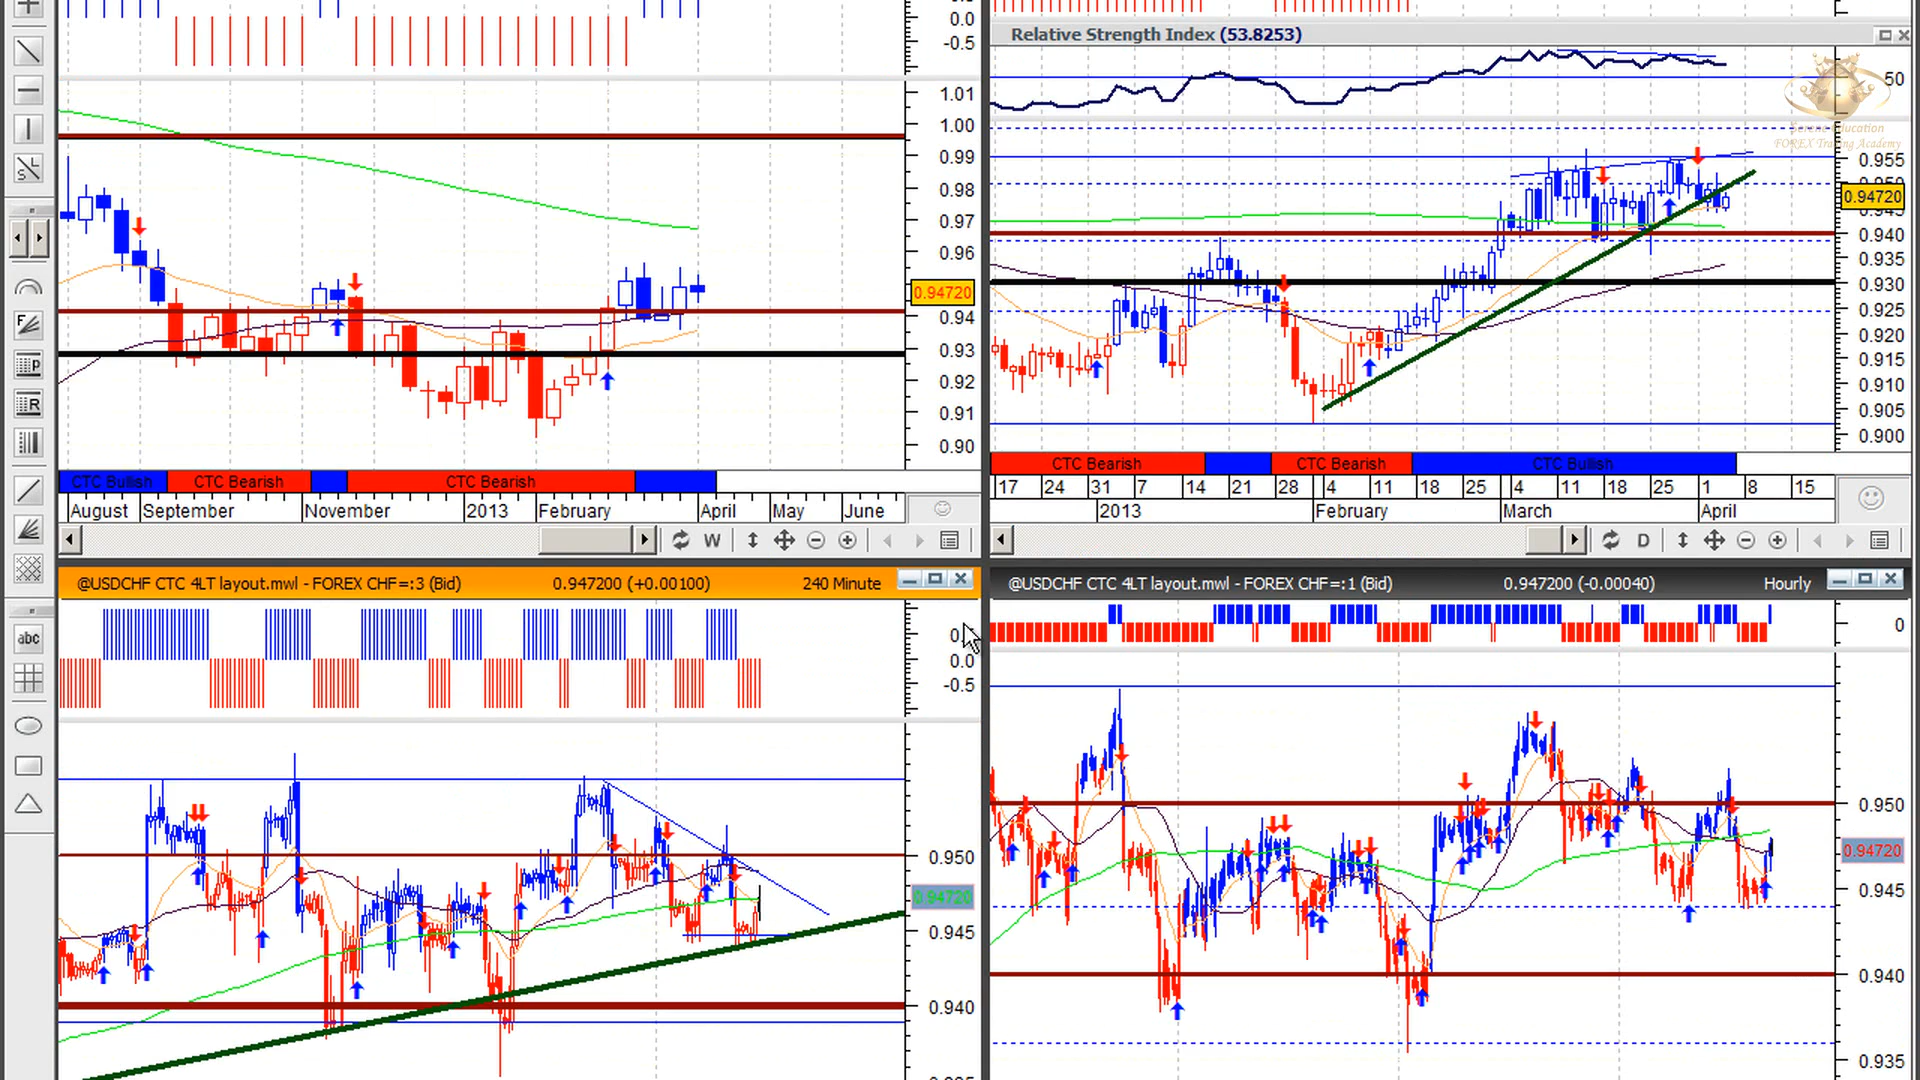 0.0
-0.5
1.01
1.00
0.99
0.98
0.97
0.96
0.94720
0.94
0.93
0.92
0.91
0.90
CTC Bullish
CTC Bearish
CTC Bearish
August
September
November
2013
February
April
May
June
W
Relative Strength Index (53.8253)
50
Serene Education
FOREX Trading Academy
0.955
0.94720
0.945
0.940
0.935
0.930
0.925
0.920
0.915
0.910
0.905
0.900
CTC Bearish
CTC Bearish
CTC Bullish
17 24 31 7 14 21 28 4 11 18 25 4 11 18 25 1 8 15
2013
February
March
April
D
@USDCHF CTC 4LT layout.mwl - FOREX CHF=:3 (Bid) 0.947200 (+0.00100) 240 Minute
0.0
-0.5
0.950
0.94720
0.945
0.940
@USDCHF CTC 4LT layout.mwl - FOREX CHF=:1 (Bid) 0.947200 (-0.00040) Hourly
0
0.950
0.94720
0.945
0.940
0.935
S
L
F
P
R
abc